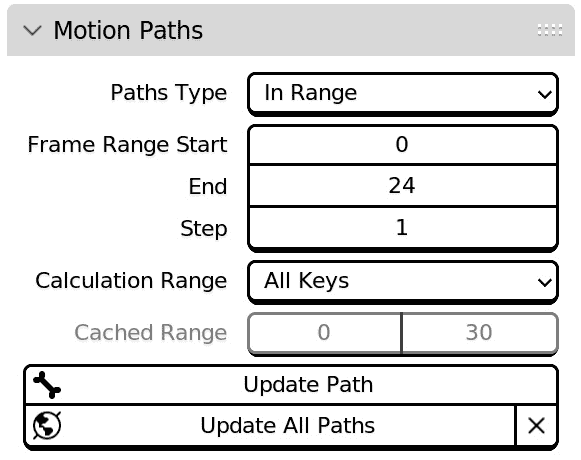 Motion Paths
Paths Type In Range
Frame Range Start 0
End 24
Step 1
Calculation Range All Keys
Cached Range 0 30
Update Path
Update All Paths